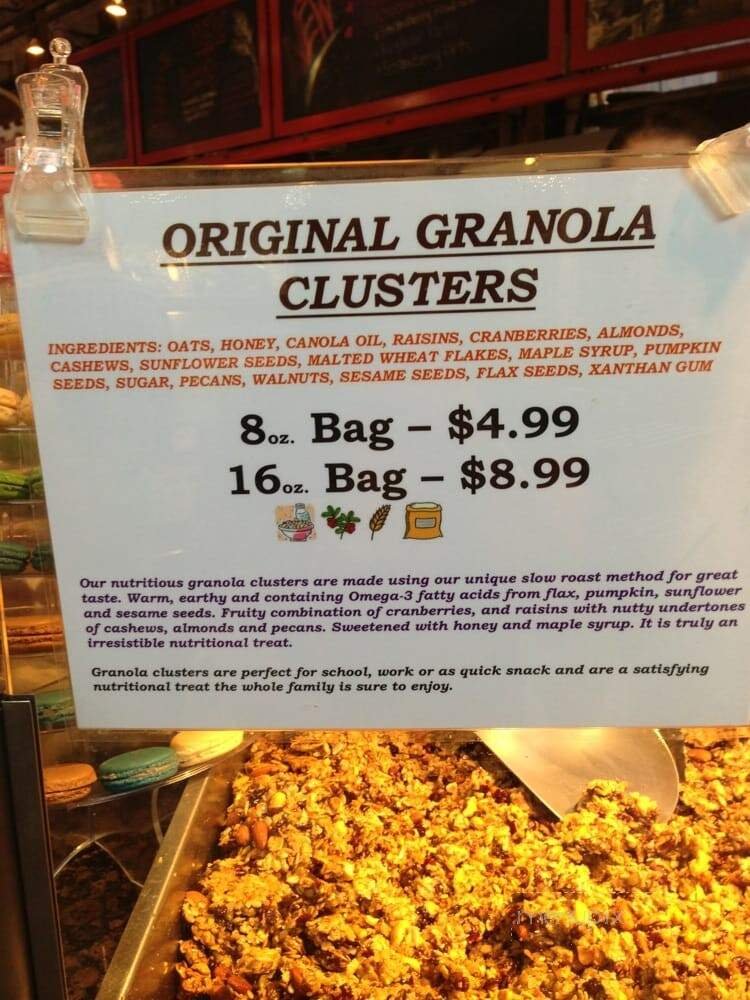 ORIGINAL GRANOLA
CLUSTERS
INGREDIENTS: OATS, HONEY, CANOLA OIL, RAISINS, CRANBERRIES, ALMONDS,
CASHEWS, SUNFLOWER SEEDS, MALTED WHEAT FLAKES, MAPLE SYRUP, PUMPKIN
SEEDS, SUGAR, PECANS, WALNUTS, SESAME SEEDS, FLAX SEEDS, XANTHAN GUM
8oz. Bag – $4.99
16oz. Bag – $8.99
Our nutritious granola clusters are made using our unique slow roast method for great
taste. Warm, earthy and containing Omega-3 fatty acids from flax, pumpkin, sunflower
and sesame seeds. Fruity combination of cranberries, and raisins with nutty undertones
of cashews, almonds and pecans. Sweetened with honey and maple syrup. It is truly an
irresistible nutritional treat.
Granola clusters are perfect for school, work or as quick snack and are a satisfying
nutritional treat the whole family is sure to enjoy.